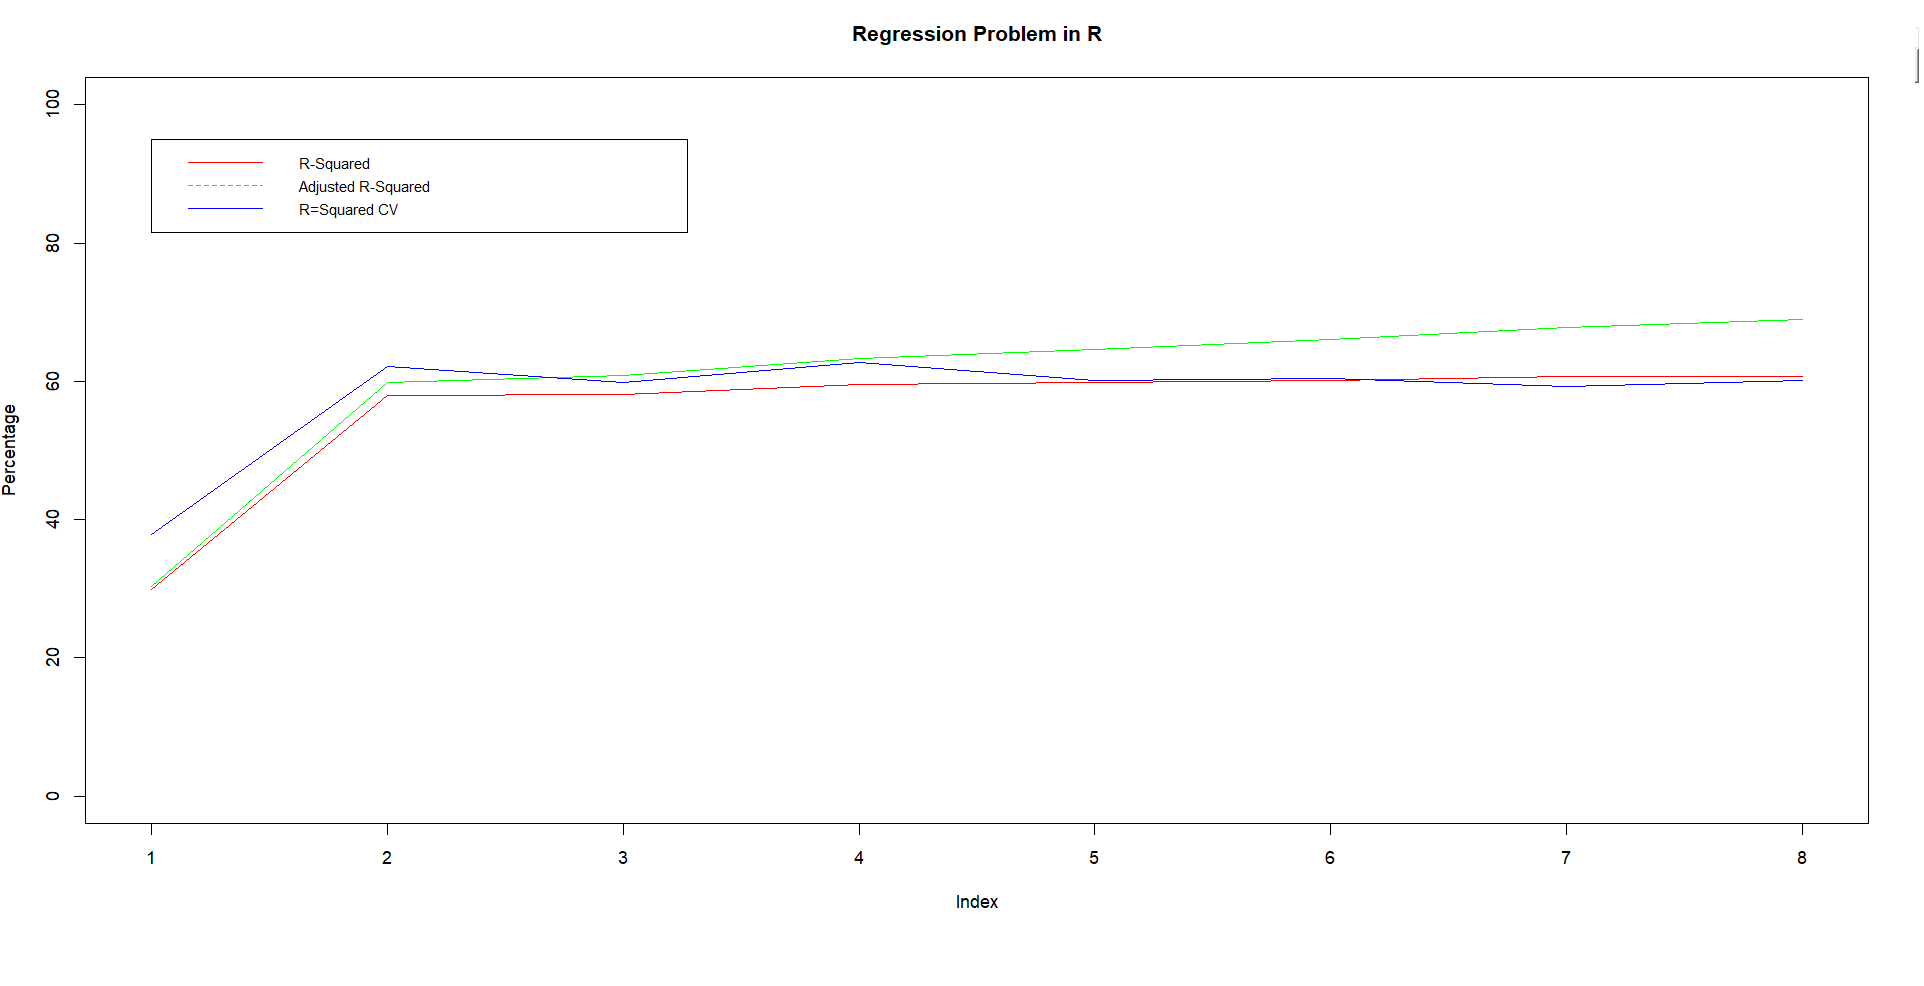 Regression Problem in R
100
80
60
40
20
0
Percentage
R-Squared
Adjusted R-Squared
R=Squared CV
1 2 3 4 5 6 7 8
Index